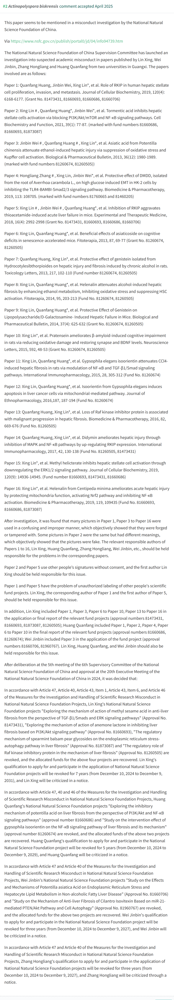 #2 Actinopolyspora biskrensis comment accepted April 2025
This paper seems to be mentioned in a misconduct investigation by the National Natural
Science Foundation of China.
Via https://www.nsfc.gov.cn/publish/portal0/jd/04/info94739.htm
The National Natural Science Foundation of China Supervision Committee has launched an
investigation into suspected academic misconduct in papers published by Lin Xing, Wei
Jinbin, Zhang Hongliang and Huang Quanfang from two universities in Guangxi. The papers
involved are as follows:
Paper 1: Quanfang Huang, Jinbin Wei, Xing Lin*, et al. Role of RKIP in human hepatic stellate
cell proliferation, invasion, and metastasis. Journal of Cellular Biochemistry, 2019, 120(4):
6168-6177. (Grant No. 81473431, 81660693, 81660686, 81660706)
Paper 2: Xing Lin # , Quanfang Huang*, Jinbin Wei*, et al. Tormentic acid inhibits hepatic
stellate cells activation via blocking PI3K/Akt/mTOR and NF-κB signaling pathways. Cell
Biochemistry and Function, 2021, 39(1): 77-87. (marked with fund numbers 81660686,
81660693, 81873087)
Paper 3: Jinbin Wei # , Quanfang Huang # , Xing Lin*, et al. Asiatic acid from Potentilla
chinensis attenuate ethanol-induced hepatic injury via suppression of oxidative stress and
Kupffer cell activation. Biological & Pharmaceutical Bulletin, 2013, 36(12): 1980-1989.
(marked with fund numbers 81260674, 81260505))
Paper 4: Hongliang Zhang # , Xing Lin, Jinbin Wei*, et al. Protective effect of DMDD, isolated
from the root of Averrhoa carambola L., on high glucose induced EMT in HK-2 cells by
inhibiting the TLR4-BAMBI-Smad2/3 signaling pathway. Biomedicine & Pharmacotherapy,
2019, 113: 108705. (marked with fund numbers 81760665 and 81460205)
Paper 5: Xing Lin # , Jinbin Wei # , Quanfang Huang*, et al. Inhibition of RKIP aggravates
thioacetamide-induced acute liver failure in mice. Experimental and Therapeutic Medicine,
2018, 16(4): 2992-2998 (Grant No. 81473431, 81660693, 81660686, 81660706)
Paper 6: Xing Lin, Quanfang Huang*, et al. Beneficial effects of asiaticoside on cognitive
deficits in senescence-accelerated mice. Fitoterapia, 2013, 87, 69-77 (Grant No. 81260674,
81260505)
Paper 7: Quanfang Huang, Xing Lin*, et al. Protective effect of genistein isolated from
Hydrocotylesibthorpioides on hepatic injury and fibrosis induced by chronic alcohol in rats.
Toxicology Letters, 2013, 217, 102-110 (Fund number 81260674, 81260505)
Paper 8: Xing Lin, Quanfang Huang*, et al. Helenalin attenuates alcohol-induced hepatic
fibrosis by enhancing ethanol metabolism, Inhibiting oxidative stress and suppressing HSC
activation. Fitoterapia, 2014, 95, 203-213 (Fund No. 81260674, 81260505)
Paper 9: Xing Lin, Quanfang Huang*, et al. Protective Effect of Genistein on
Lipopolysaccharide/D-Galactosamine- Induced Hepatic Failure in Mice. Biological and
Pharmaceutical Bulletin, 2014, 37(4): 625-632 (Grant No. 81260674, 81260505)
Paper 10: Xing Lin*, et al. Pratensein ameliorates β-amyloid-induced cognitive impairment
in rats via reducing oxidative damage and restoring synapse and BDNF levels. Neuroscience
Letters, 2015, 592, 48-53 (Grant No. 81260674, 81260505)
Paper 11: Xing Lin, Quanfang Huang*, et al. Gypsophila elegans isoorientin attenuates CCl4-
induced hepatic fibrosis in rats via modulation of NF-κB and TGF-β1/Smad signaling
pathways. International Immunopharmacology, 2015, 28, 305-312 (Fund No. 81260674)
Paper 12: Xing Lin, Quanfang Huang*, et al. Isoorientin from Gypsophila elegans induces
apoptosis in liver cancer cells via mitochondrial-mediated pathway. Journal of
Ethnopharmacology, 2016,187, 187-194 (Fund No. 81260674)
Paper 13: Quanfang Huang, Xing Lin*, et al. Loss of Raf kinase inhibitor protein is associated
with malignant progression in hepatic fibrosis. Biomedicine & Pharmacotherapy, 2016, 82,
669-676 (Fund No. 81260505)
Paper 14: Quanfang Huang, Xing Lin*, et al. Didymin ameliorates hepatic injury through
inhibition of MAPK and NF-κB pathways by up-regulating RKIP expression. International
Immunopharmacology, 2017, 42, 130-138 (Fund No. 81260505, 81473431)
Paper 15: Xing Lin*, et al. Methyl helicterate inhibits hepatic stellate cell activation through
downregulating the ERK1/2 signaling pathway. Journal of Cellular Biochemistry, 2019,
120(9): 14936-14945. (Fund number 81660693, 81473431, 81660686)
Paper 16: Xing Lin*, et al. Helenalin from Centipeda minima ameliorates acute hepatic injury
by protecting mitochondria function, activating Nrf2 pathway and inhibiting NF-κB
activation. Biomedicine & Pharmacotherapy, 2019, 119, 109435 (Fund No. 81660693,
81660686, 81873087)
After investigation, it was found that many pictures in Paper 1, Paper 3 to Paper 16 were
used in a confusing and improper manner, which objectively showed that they were forged
or tampered with. Some pictures in Paper 2 were the same but had different meanings,
which objectively showed that the pictures were fake. The relevant responsible authors of
Papers 1 to 16, Lin Xing, Huang Quanfang, Zhang Hongliang, Wei Jinbin, etc., should be held
responsible for the problems in the corresponding papers.
Paper 2 and Paper 5 use other people's signatures without consent, and the first author Lin
Xing should be held responsible for this issue.
Paper 1 and Paper 5 have the problem of unauthorized labeling of other people's scientific
fund projects. Lin Xing, the corresponding author of Paper 1 and the first author of Paper 5,
should be held responsible for this issue.
In addition, Lin Xing included Paper 1, Paper 3, Paper 6 to Paper 10, Paper 13 to Paper 16 in
the application or final report of the relevant fund projects (approval numbers 81473431,
81660693, 81873087, 81260505); Huang Quanfang included Paper 1, Paper 2, Paper 4, Paper
6 to Paper 10 in the final report of the relevant fund projects (approval numbers 81660686,
81260674); Wei Jinbin included Paper 3 in the application of the fund project (approval
numbers 81660706, 81960767). Lin Xing, Huang Quanfang, and Wei Jinbin should also be
held responsible for this issue.
After deliberation at the 5th meeting of the 6th Supervisory Committee of the National
Natural Science Foundation of China and approval at the 20th Executive Meeting of the
National Natural Science Foundation of China in 2024, it was decided that:
In accordance with Article 47, Article 40, Article 43, Item 1, Article 43, Item 6, and Article 46
of the Measures for the Investigation and Handling of Scientific Research Misconduct in
National Natural Science Foundation Projects, Lin Xing's National Natural Science
Foundation projects "Exploring the mechanism of action of methyl sesame acid in anti-liver
fibrosis from the perspective of TGF-β1/Smads and ERK signaling pathways" (Approval No.
81473431), "Exploring the mechanism of action of anemone lactone in inhibiting liver
fibrosis based on PI3K/Akt signaling pathway" (Approval No. 81660693), "The regulatory
mechanism of spearmint balsam pear glycosides on the endoplasmic reticulum stress-
autophagy pathway in liver fibrosis" (Approval No. 81873087) and "The regulatory role of
Raf kinase inhibitory protein in the mechanism of liver fibrosis" (Approval No. 81260505) are
revoked, and the allocated funds for the above four projects are recovered. Lin Xing's
qualification to apply for and participate in the application of National Natural Science
Foundation projects will be revoked for 7 years (from December 10, 2024 to December 9,
2031), and Lin Xing will be criticized in a notice.
In accordance with Article 47, 40 and 46 of the Measures for the Investigation and Handling
of Scientific Research Misconduct in National Natural Science Foundation Projects, Huang
Quanfang's National Natural Science Foundation projects "Exploring the inhibitory
mechanism of potentilla acid on liver fibrosis from the perspective of PI3K/Akt and NF-κB
signaling pathways" (approval number 81660686) and "Study on the intervention effect of
gypsophila isoorientin on the NF-κB signaling pathway of liver fibrosis and its mechanism"
(approval number 81260674) are revoked, and the allocated funds of the above two projects
are recovered. Huang Quanfang's qualification to apply for and participate in the National
Natural Science Foundation project will be revoked for 5 years (from December 10, 2024 to
December 9, 2029), and Huang Quanfang will be criticized in a notice.
In accordance with Article 47 and Article 40 of the Measures for the Investigation and
Handling of Scientific Research Misconduct in National Natural Science Foundation
Projects, Wei Jinbin's National Natural Science Foundation projects "Study on the Effects
and Mechanisms of Potentilla asiatica Acid on Endoplasmic Reticulum Stress and
Hepatocyte Lipid Metabolism in Non-alcoholic Fatty Liver Disease" (Approval No. 81660706)
and "Study on the Mechanism of Anti-liver Fibrosis of Cilantro Isovitexin Based on miR-21-
mediated PTEN/Akt Pathway and Cell Autophagy" (Approval No. 81960767) are revoked,
and the allocated funds for the above two projects are recovered. Wei Jinbin's qualification
to apply for and participate in the National Natural Science Foundation project will be
revoked for three years (from December 10, 2024 to December 9, 2027), and Wei Jinbin will
be criticized in a notice.
In accordance with Article 47 and Article 40 of the Measures for the Investigation and
Handling of Scientific Research Misconduct in National Natural Science Foundation
Projects, Zhang Hongliang's qualification to apply for and participate in the application of
National Natural Science Foundation projects will be revoked for three years (from
December 10, 2024 to December 9, 2027), and Zhang Hongliang will be criticized through a
notice.